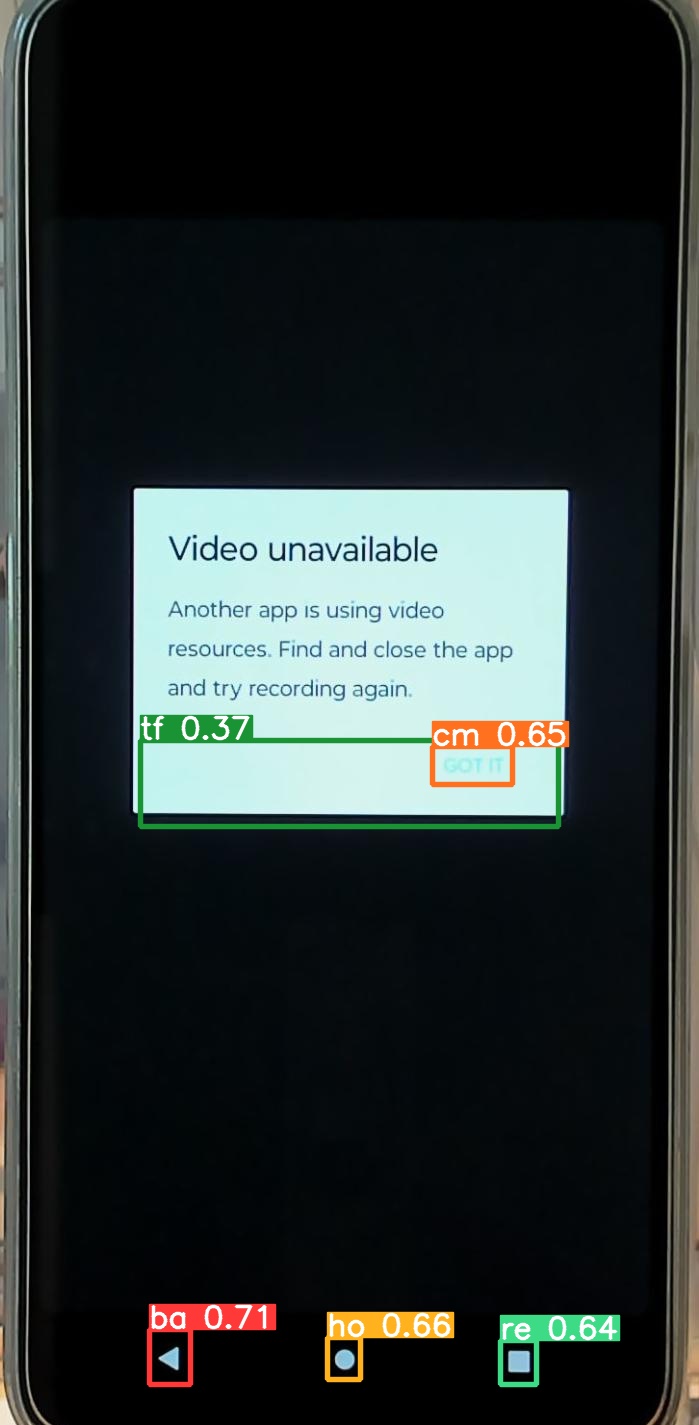 Video unavailable
Another app is using video
resources. Find and close the app
and try recording again.
tf 0.37
cm 0.65
GOT IT
ba 0.71
ho 0.66
re 0.64